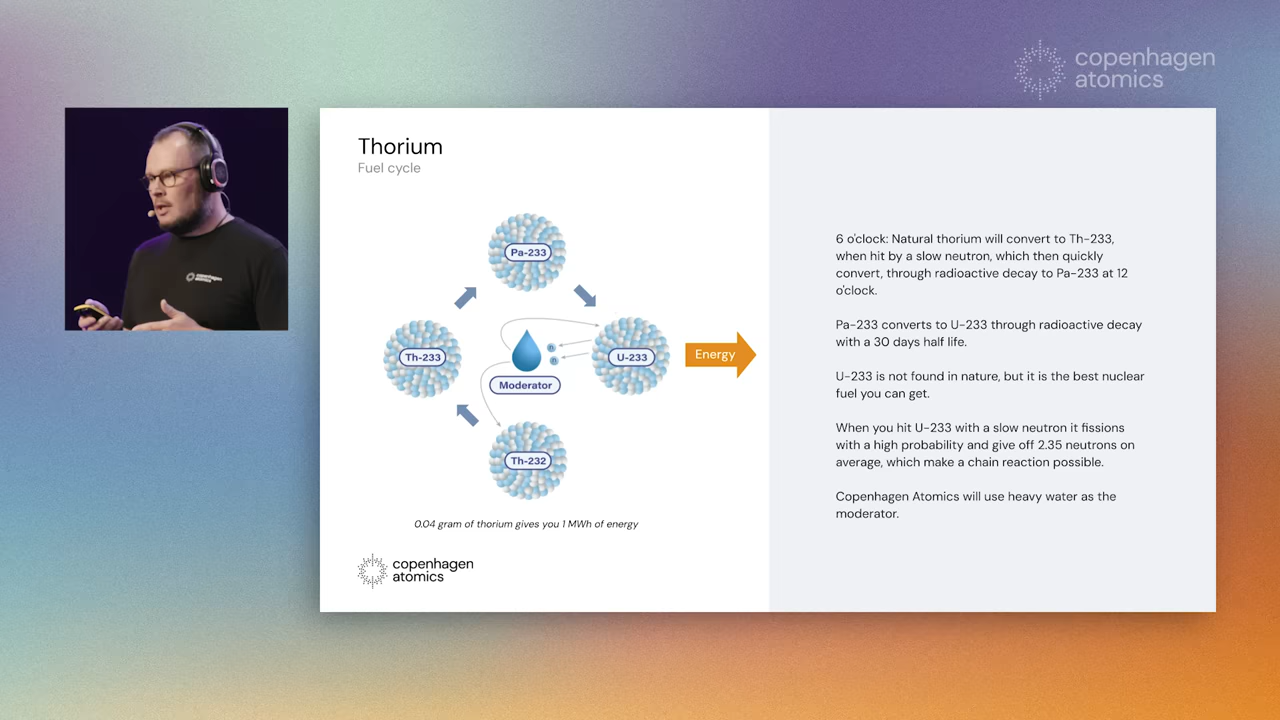 copenhagen
atomics
Thorium
Fuel cycle
Pa-233
Th-233
n
n
U-233
Energy
Moderator
Th-232
0.04 gram of thorium gives you 1 MWh of energy
copenhagen
atomics
6 o'clock: Natural thorium will convert to Th-233,
when hit by a slow neutron, which then quickly
convert, through radioactive decay to Pa-233 at 12
o'clock.
Pa-233 converts to U-233 through radioactive decay
with a 30 days half life.
U-233 is not found in nature, but it is the best nuclear
fuel you can get.
When you hit U-233 with a slow neutron it fissions
with a high probability and give off 2.35 neutrons on
average, which make a chain reaction possible.
Copenhagen Atomics will use heavy water as the
moderator.
copenhagen
atomics